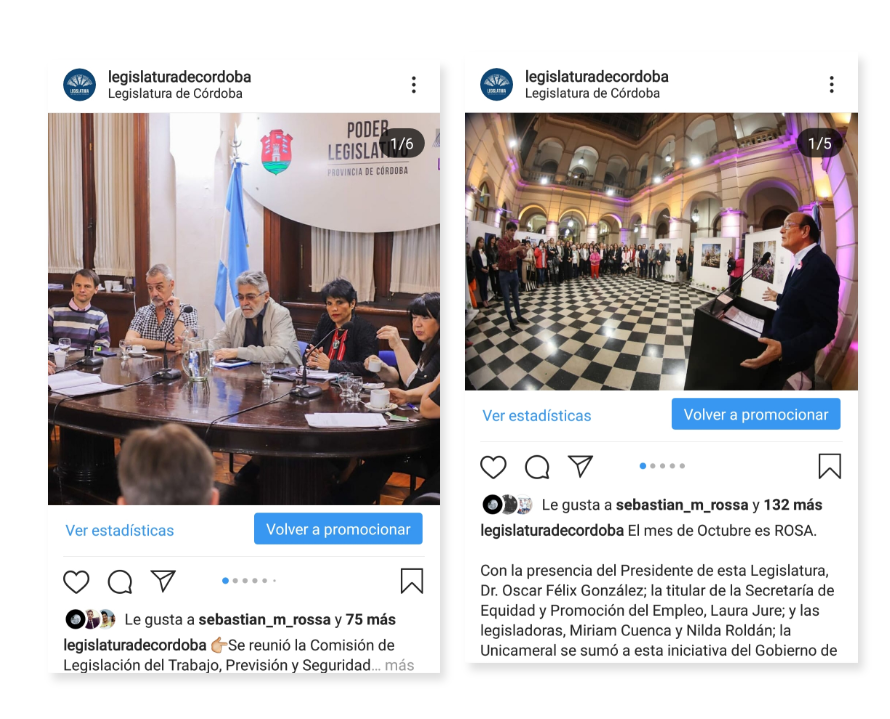 legislaturadecordoba
Legislatura de Córdoba
LEGISLATURA
PODER
LEGISLATIVO
PROVINCIA DE CÓRDOBA
1/6
Ver estadísticas
Volver a promocionar
Le gusta a sebastian_m_rossa y 75 más
legislaturadecordoba 👉Se reunió la Comisión de
Legislación del Trabajo, Previsión y Seguridad... más
legislaturadecordoba
Legislatura de Córdoba
LEGISLATURA
1/5
Ver estadísticas
Volver a promocionar
Le gusta a sebastian_m_rossa y 132 más
legislaturadecordoba El mes de Octubre es ROSA.
Con la presencia del Presidente de esta Legislatura,
Dr. Oscar Félix González; la titular de la Secretaría de
Equidad y Promoción del Empleo, Laura Jure; y las
legisladoras, Miriam Cuenca y Nilda Roldán; la
Unicameral se sumó a esta iniciativa del Gobierno de